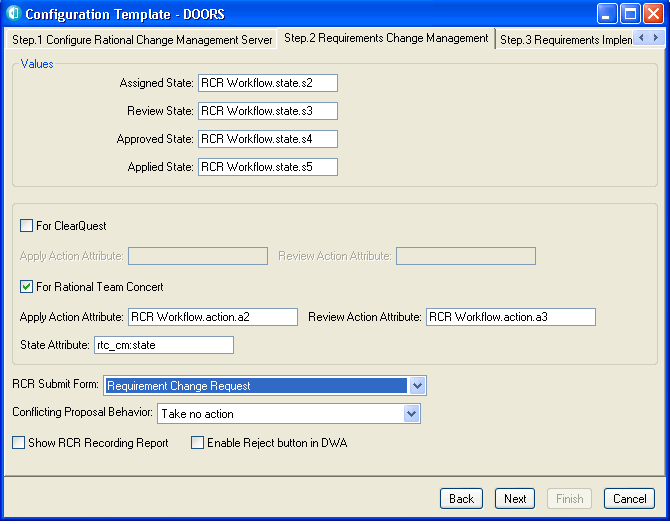 Configuration Template - DOORS
Step.1 Configure Rational Change Management Server Step.2 Requirements Change Management Step.3 Requirements Implem
Values
Assigned State: RCR Workflow.state.s2
Review State: RCR Workflow.state.s3
Approved State: RCR Workflow.state.s4
Applied State: RCR Workflow.state.s5
For ClearQuest
Apply Action Attribute: Review Action Attribute:
For Rational Team Concert
Apply Action Attribute: RCR Workflow.action.a2 Review Action Attribute: RCR Workflow.action.a3
State Attribute: rtc_cm:state
RCR Submit Form: Requirement Change Request
Conflicting Proposal Behavior: Take no action
Show RCR Recording Report Enable Reject button in DWA
Back Next Finish Cancel